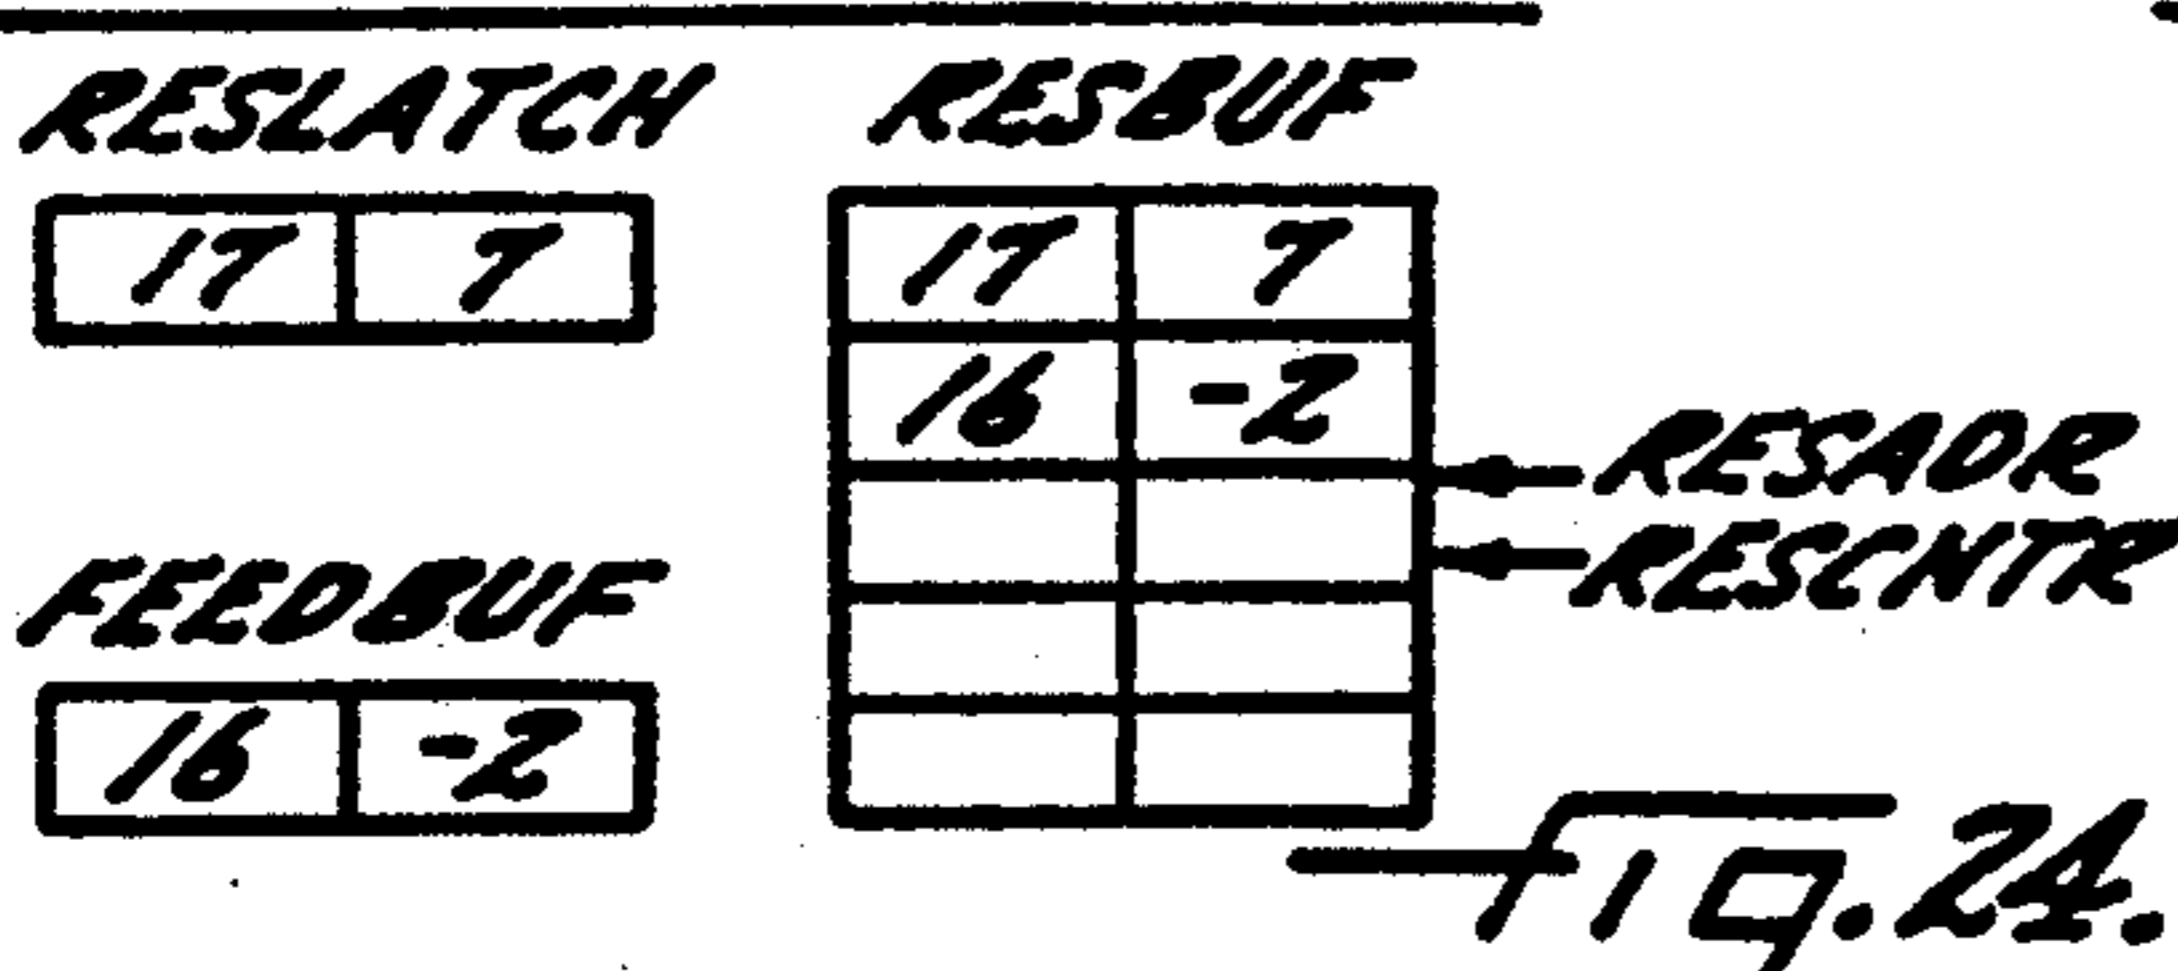 RESLATCH RESBUF
17 7 17 7
16 -2
RESADR
RESCNTR
FEEDBUF
16 -2
Fig. 24.